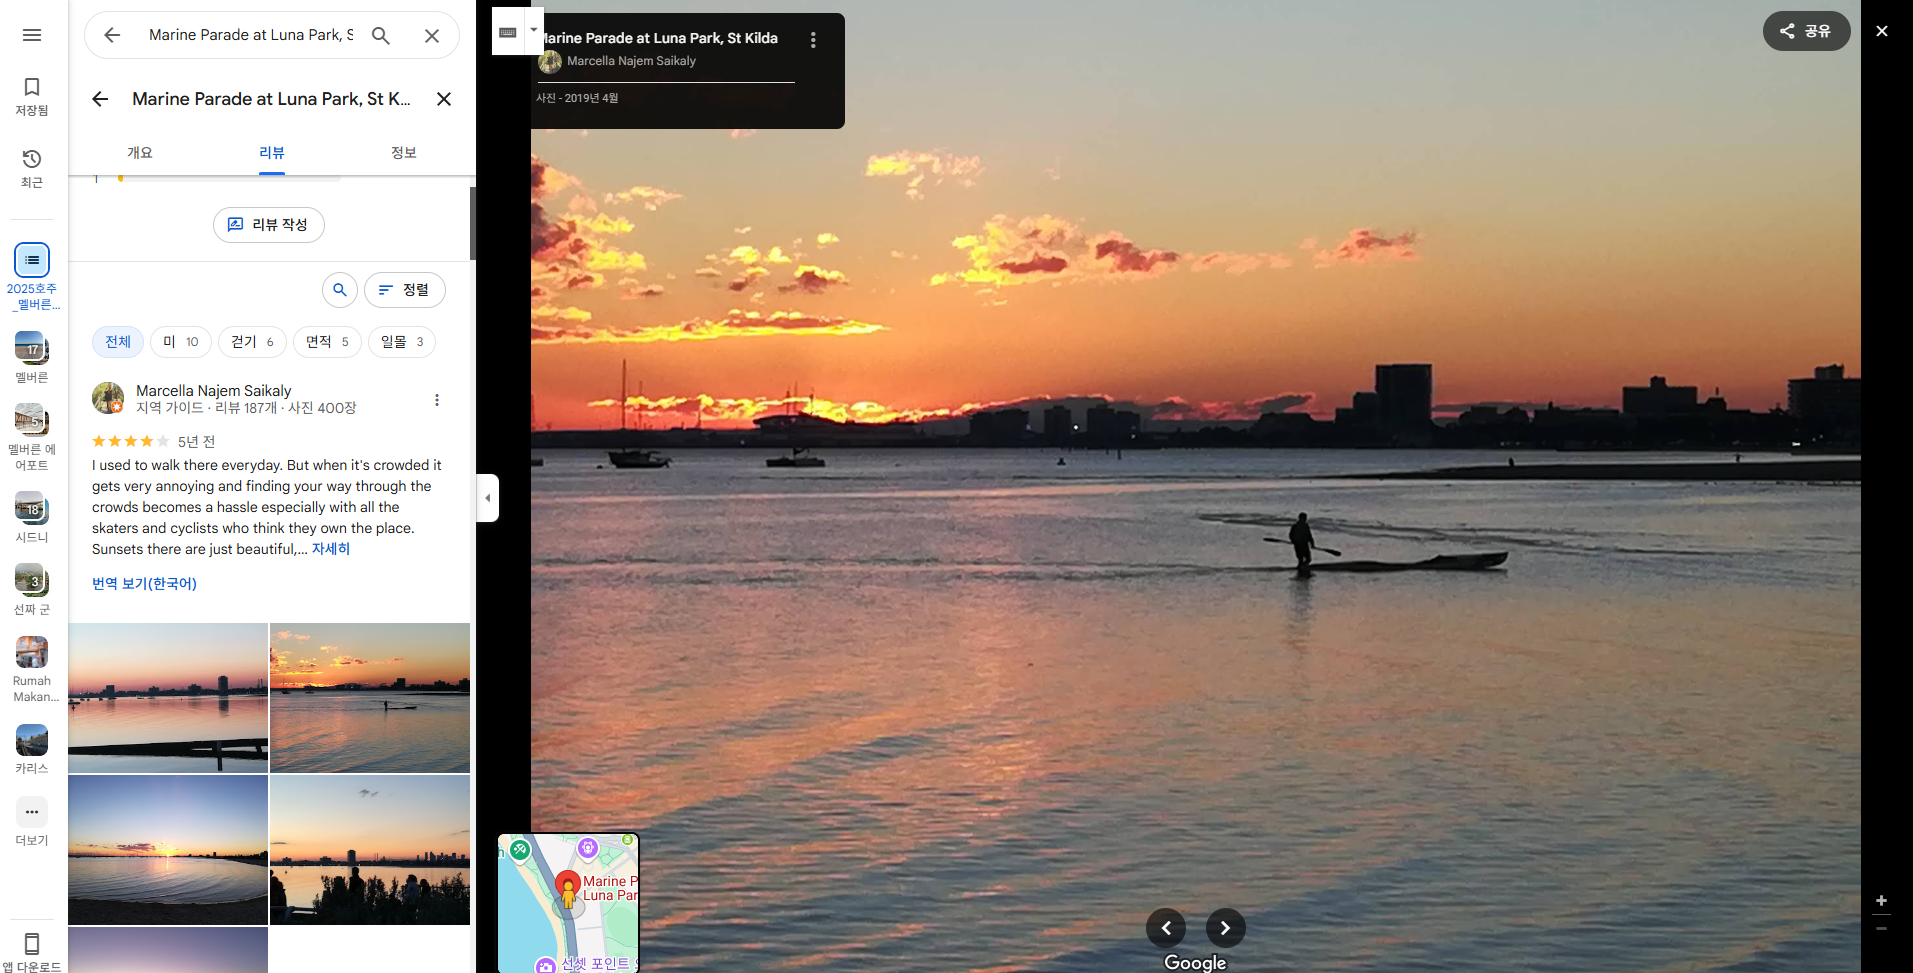 Marine Parade at Luna Park, S
저장됨
최근
2025호주
_멜버른...
17
멜버른
5
멜버른 에
어포트
18
시드니
3
선짜 군
Rumah
Makan...
카리스
더보기
앱 다운로드
Marine Parade at Luna Park, St K...
개요
리뷰
정보
1
리뷰 작성
정렬
전체
미 10
걷기 6
면적 5
일몰 3
Marcella Najem Saikaly
지역 가이드 · 리뷰 187개 · 사진 400장
5년 전
I used to walk there everyday. But when it's crowded it
gets very annoying and finding your way through the
crowds becomes a hassle especially with all the
skaters and cyclists who think they own the place.
Sunsets there are just beautiful,... 자세히
번역 보기(한국어)
Marine Parade at Luna Park, St Kilda
Marcella Najem Saikaly
사진 - 2019년 4월
공유
Marine P
Luna Par
선셋 포인트
Google